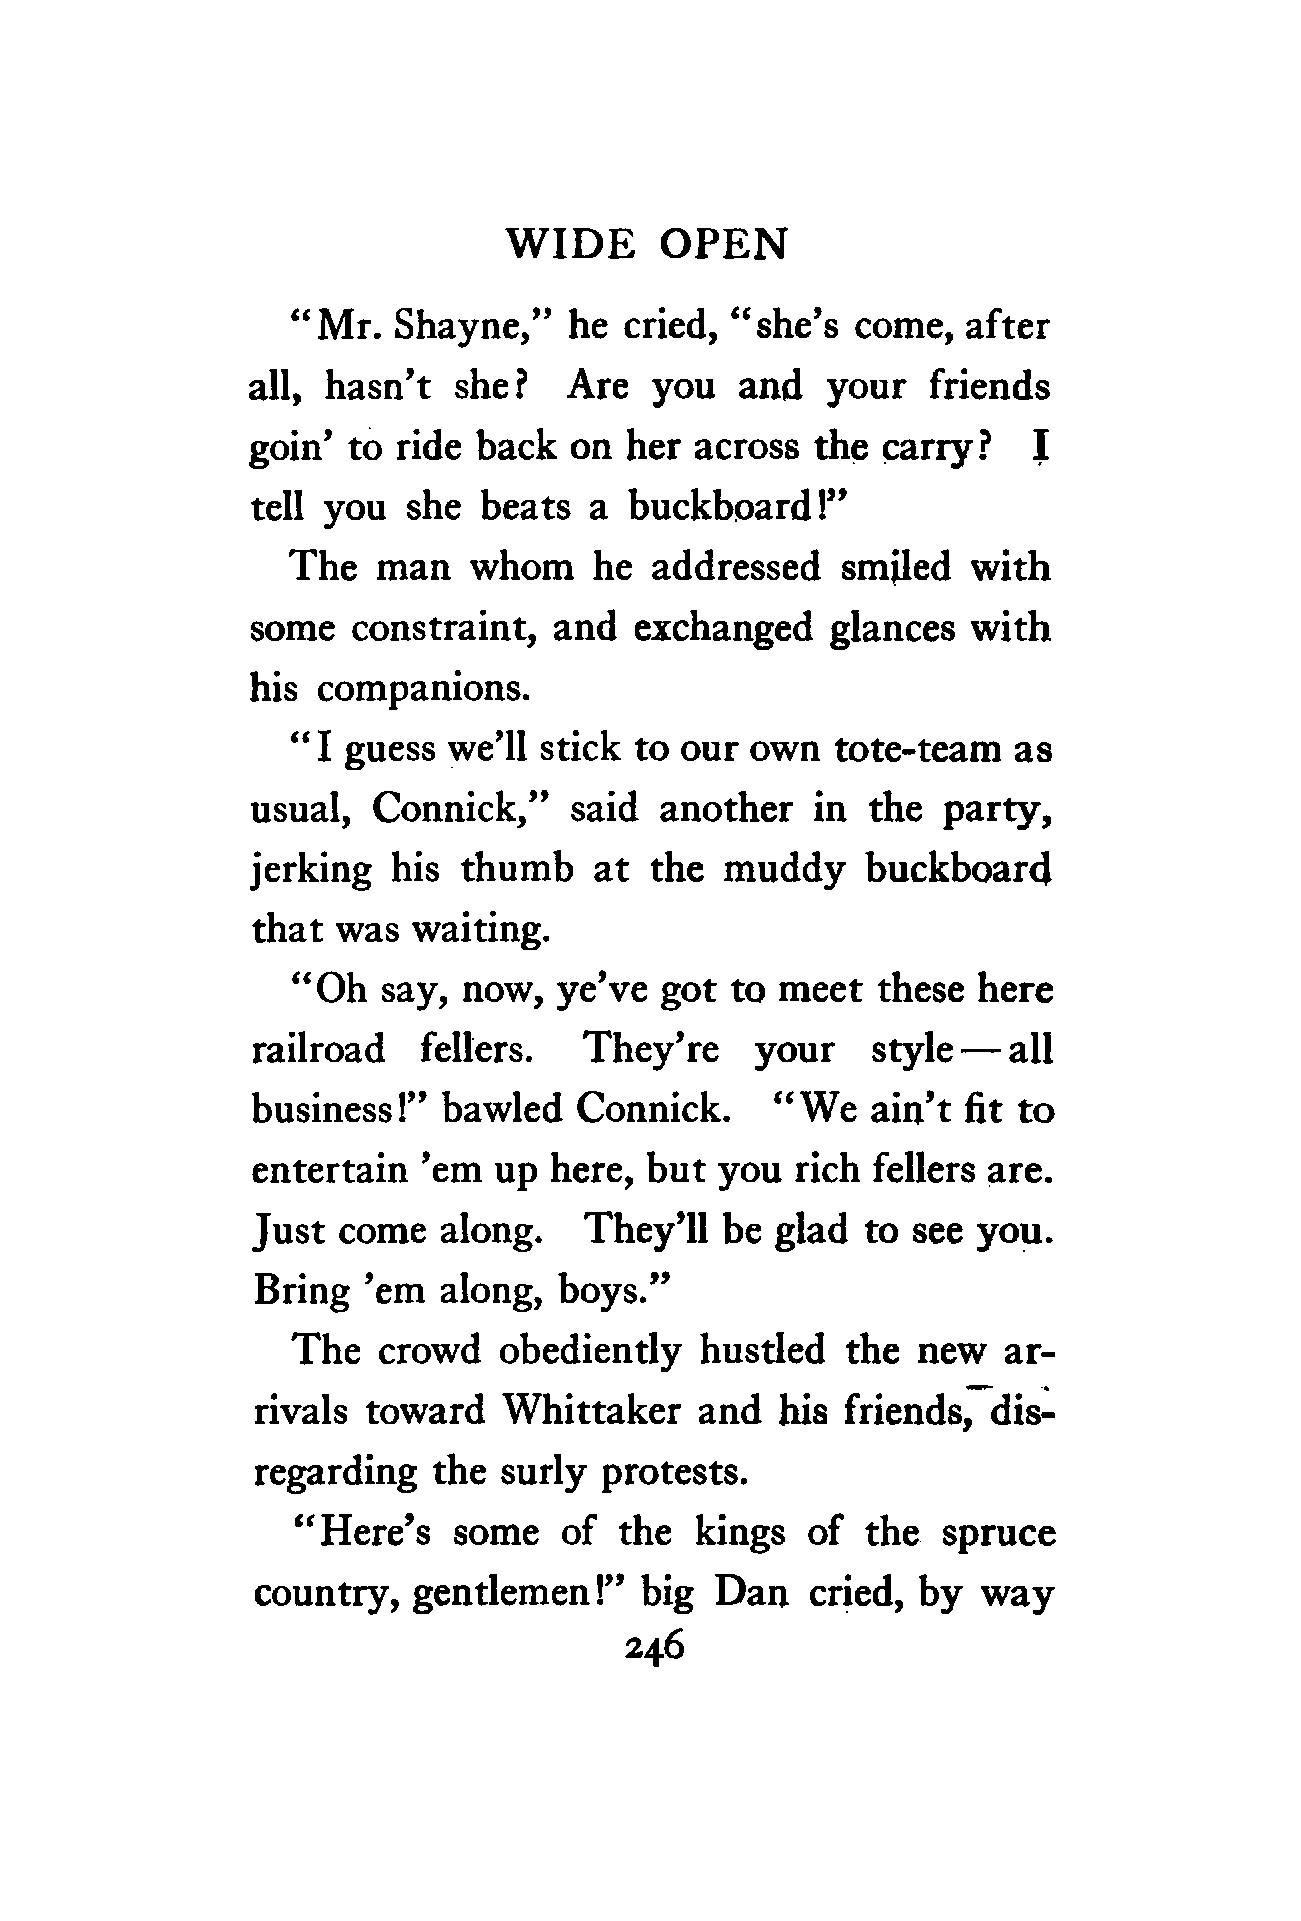 WIDE OPEN
“Mr. Shayne,” he cried, “she’s come, after
all, hasn’t she? Are you and your friends
goin’ to ride back on her across the carry? I
tell you she beats a buckboard!”
The man whom he addressed smiled with
some constraint, and exchanged glances with
his companions.
“I guess we’ll stick to our own tote-team as
usual, Connick,” said another in the party,
jerking his thumb at the muddy buckboard
that was waiting.
“Oh say, now, ye’ve got to meet these here
railroad fellers. They’re your style—all
business!” bawled Connick. “We ain’t fit to
entertain ’em up here, but you rich fellers are.
Just come along. They’ll be glad to see you.
Bring ’em along, boys.”
The crowd obediently hustled the new ar-
rivals toward Whittaker and his friends, dis-
regarding the surly protests.
“Here’s some of the kings of the spruce
country, gentlemen!” big Dan cried, by way
246